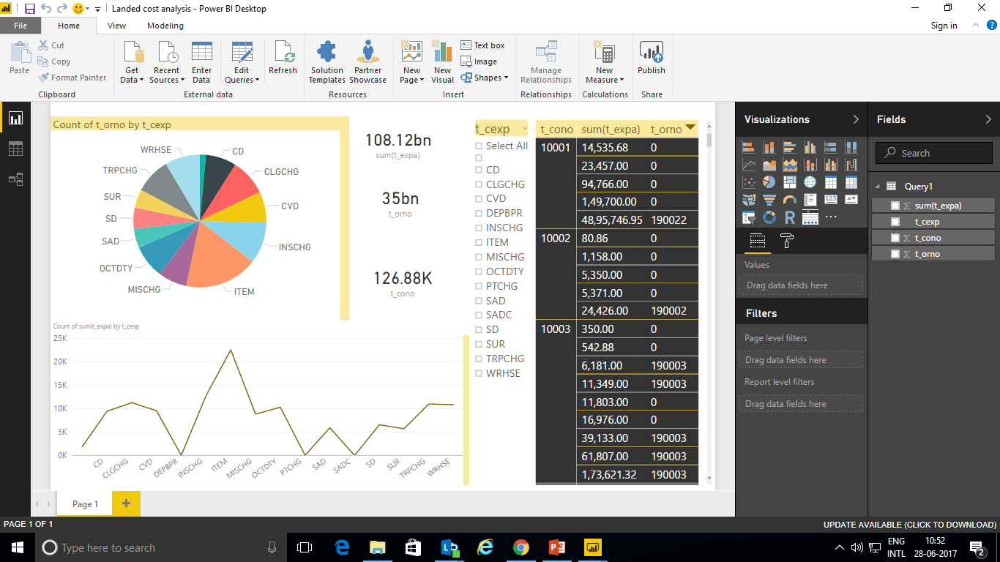 Landed cost analysis - Power BI Desktop
File
Home
View
Modeling
Sign in
Paste
Cut
Copy
Format Painter
Clipboard
Get Data
Recent Sources
Enter Data
Edit Queries
Refresh
External data
Solution Templates
Partner Showcase
Resources
New Page
New Visual
Text box
Image
Shapes
Insert
Manage Relationships
Relationships
New Measure
Calculations
Publish
Share
Count of t_orno by t_cexp
WRHSE
CD
TRPCHG
CLGCHG
SUR
CVD
SD
SAD
INSCHG
OCTDTY
MISCHG
ITEM
108.12bn
sum(t_expa)
35bn
t_orno
126.88K
t_cono
Count of sum(t_expa) by t_cexp
25K
20K
15K
10K
5K
0K
CD
CLGCHG
CVD
DEPBPR
INSCHG
ITEM
MISCHG
OCTDTY
PTCHG
SAD
SADC
SD
SUR
TRPCHG
WRHSE
t_cexp
Select All
CD
CLGCHG
CVD
DEPBPR
INSCHG
ITEM
MISCHG
OCTDTY
PTCHG
SAD
SADC
SD
SUR
TRPCHG
WRHSE
t_cono sum(t_expa) t_orno
10001 14,535.68 0
23,457.00 0
94,766.00 0
1,49,700.00 0
48,95,746.95 190022
10002 80.86 0
1,158.00 0
5,350.00 0
5,371.00 0
24,426.00 190002
10003 350.00 0
542.88 0
6,181.00 190003
11,349.00 190003
11,803.00 0
16,976.00 0
39,133.00 190003
61,807.00 190003
1,73,621.32 190003
Visualizations
R
123
Values
Drag data fields here
Filters
Page level filters
Drag data fields here
Report level filters
Drag data fields here
Fields
Search
Query1
sum(t_expa)
t_cexp
t_cono
t_orno
Page 1
PAGE 1 OF 1
UPDATE AVAILABLE (CLICK TO DOWNLOAD)
Type here to search
ENG
INTL
10:52
28-06-2017
2